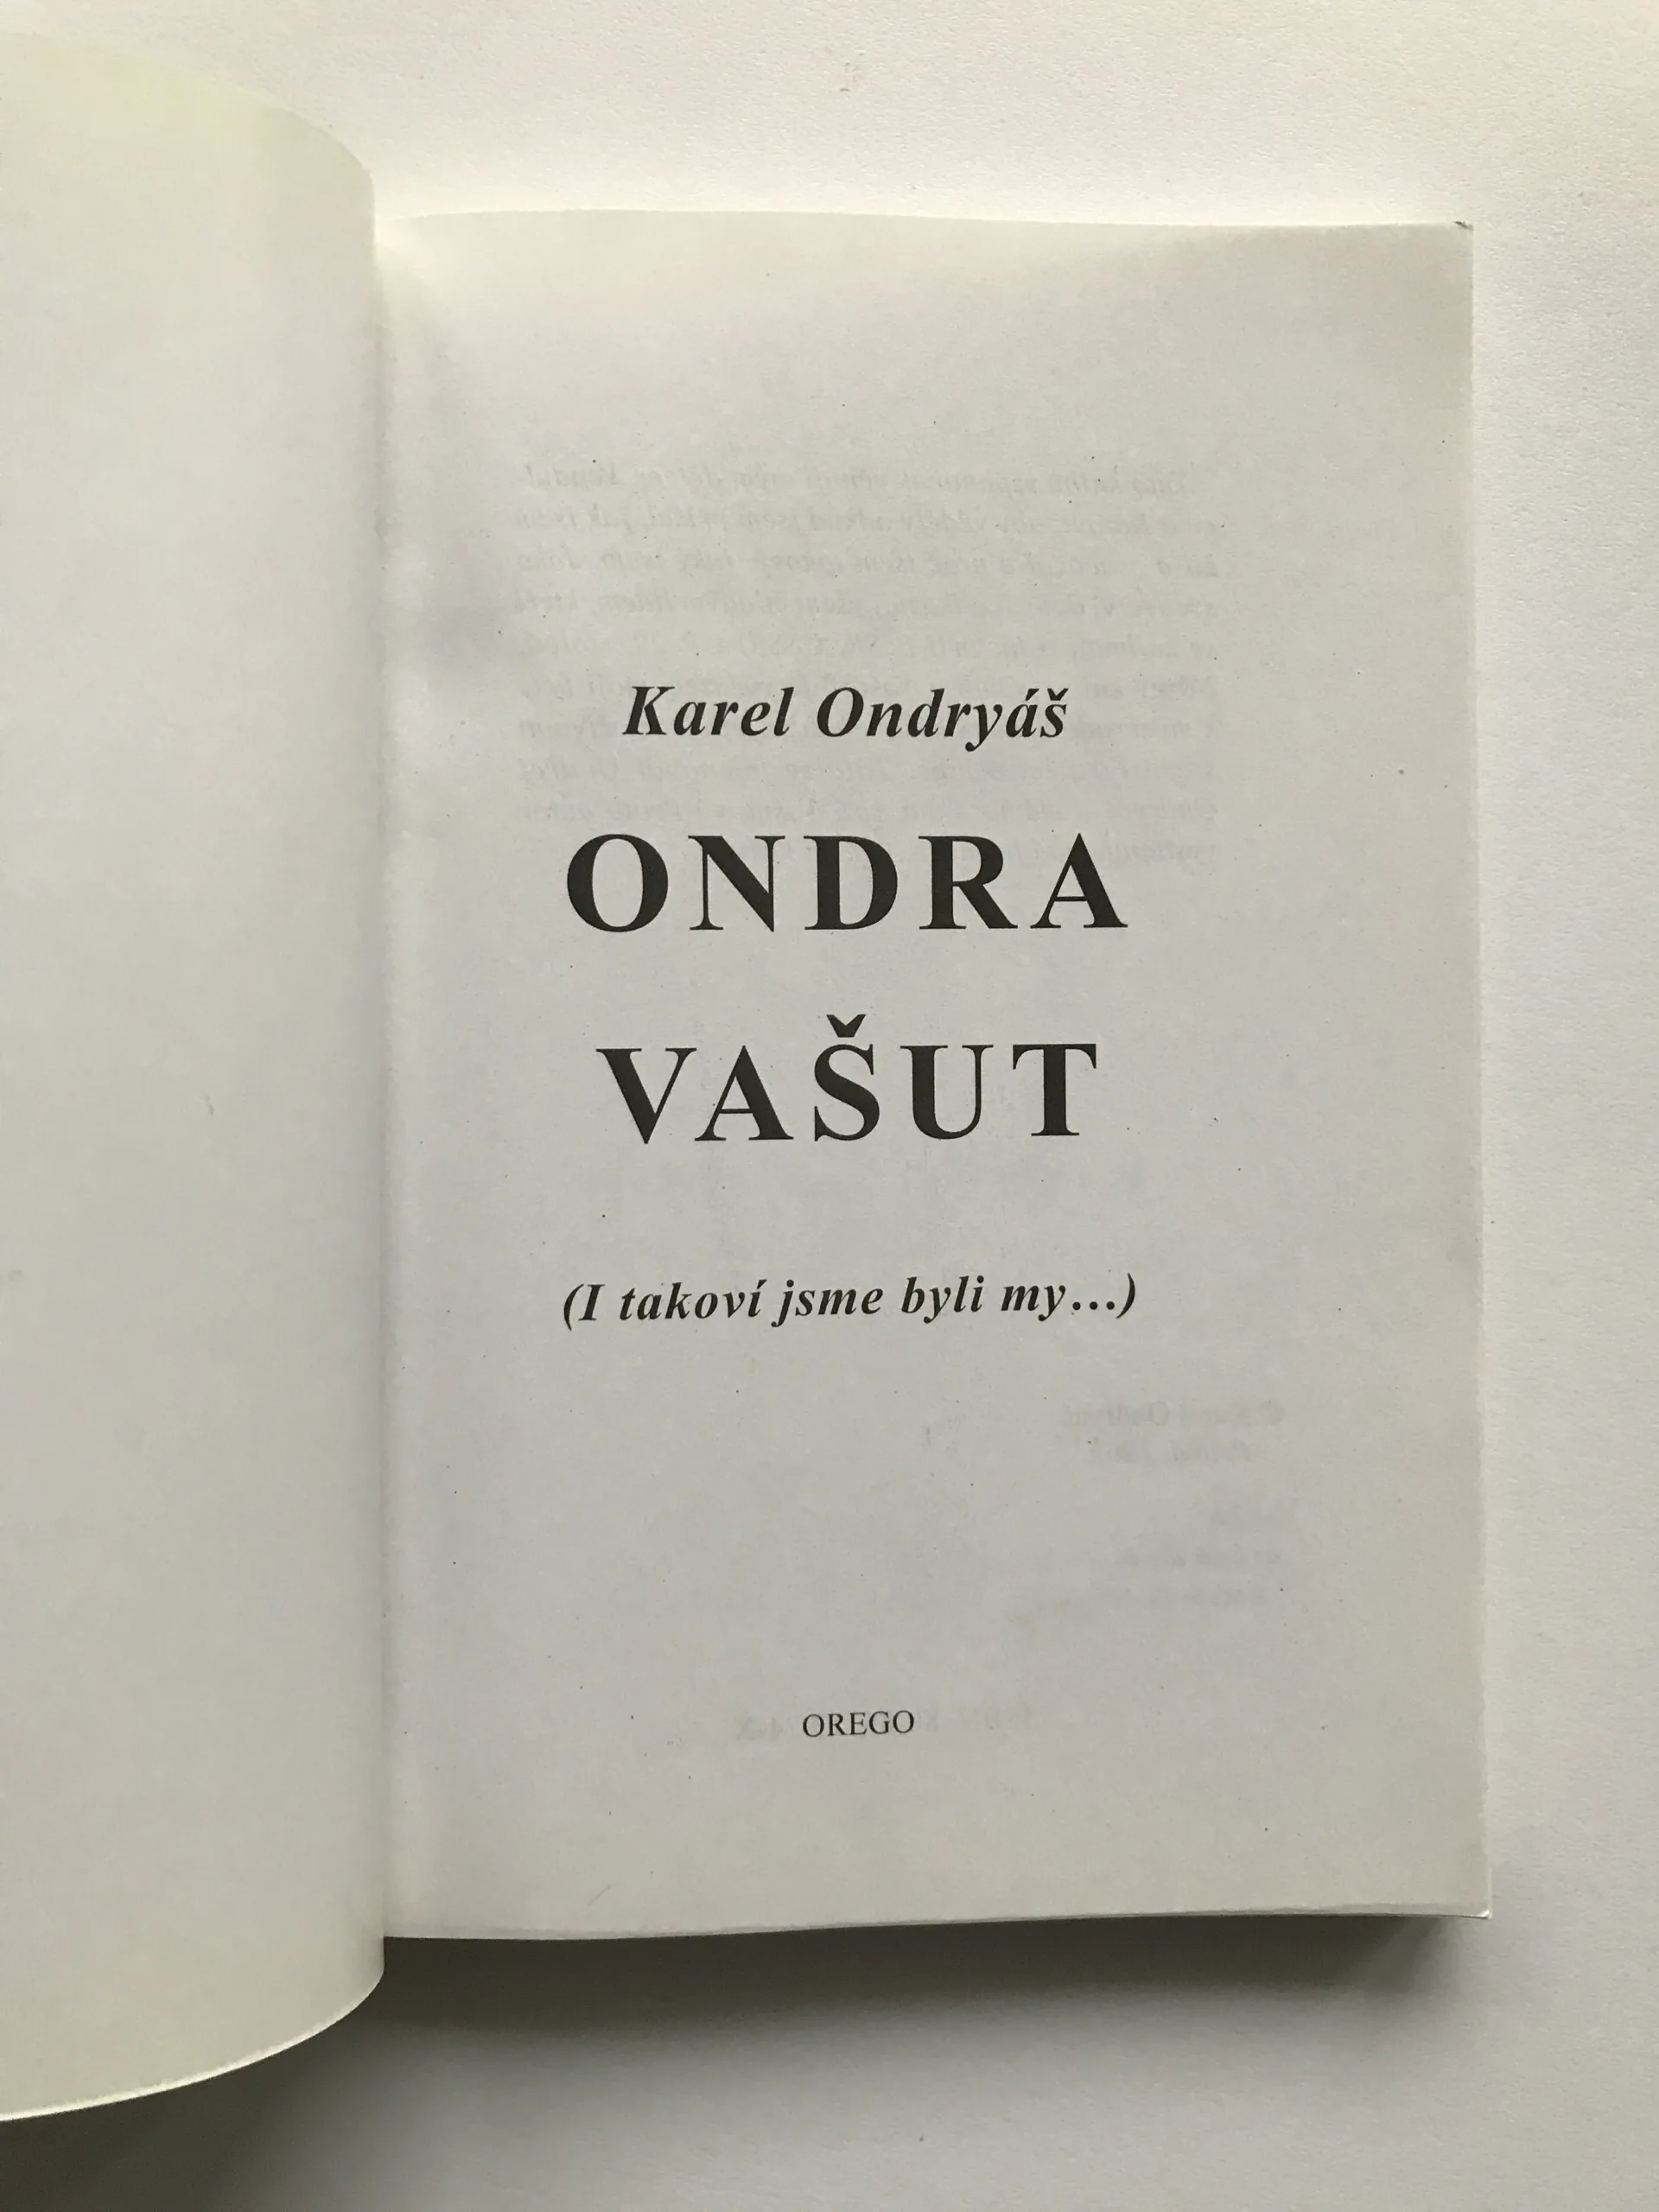 Karel Ondryáš
ONDRA
VAŠUT
(I takoví jsme byli my...)
OREGO